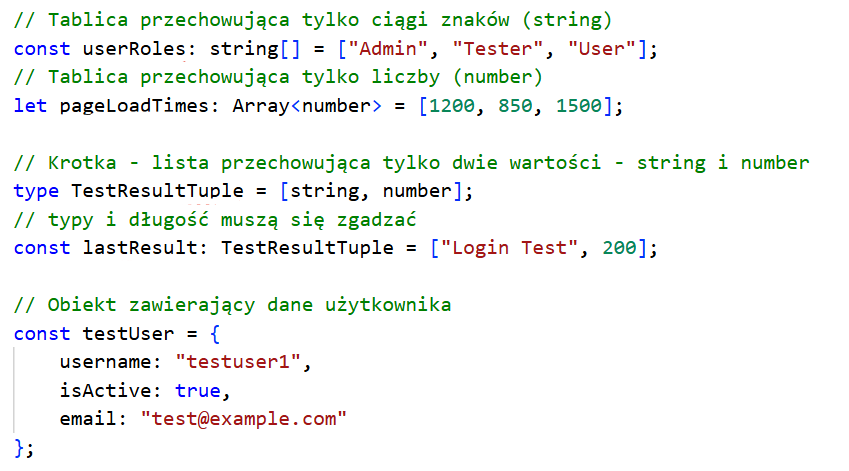 // Tablica przechowująca tylko ciągi znaków (string)
const userRoles: string[] = ["Admin", "Tester", "User"];
// Tablica przechowująca tylko liczby (number)
let pageLoadTimes: Array<number> = [1200, 850, 1500];

// Krotka - lista przechowująca tylko dwie wartości - string i number
type TestResultTuple = [string, number];
// typy i długość muszą się zgadzać
const lastResult: TestResultTuple = ["Login Test", 200];

// Obiekt zawierający dane użytkownika
const testUser = {
    username: "testuser1",
    isActive: true,
    email: "test@example.com"
};